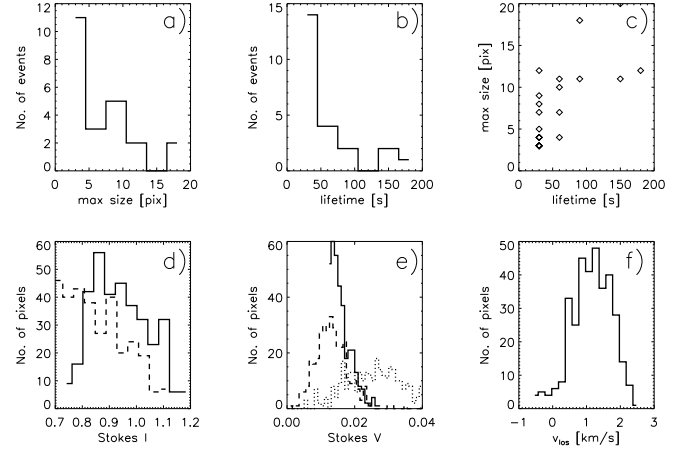 a)
No. of events
12
10
8
6
4
2
0
0 5 10 15 20
max size [pix]
b)
No. of events
15
10
5
0
0 50 100 150 200
lifetime [s]
c)
max size [pix]
20
15
10
5
0
0 50 100 150 200
lifetime [s]
d)
No. of pixels
60
50
40
30
20
10
0
0.7 0.8 0.9 1.0 1.1 1.2
Stokes I
e)
No. of pixels
60
40
20
0
0.00 0.02 0.04
Stokes V
f)
No. of pixels
50
40
30
20
10
0
−1 0 1 2 3
v_los [km/s]